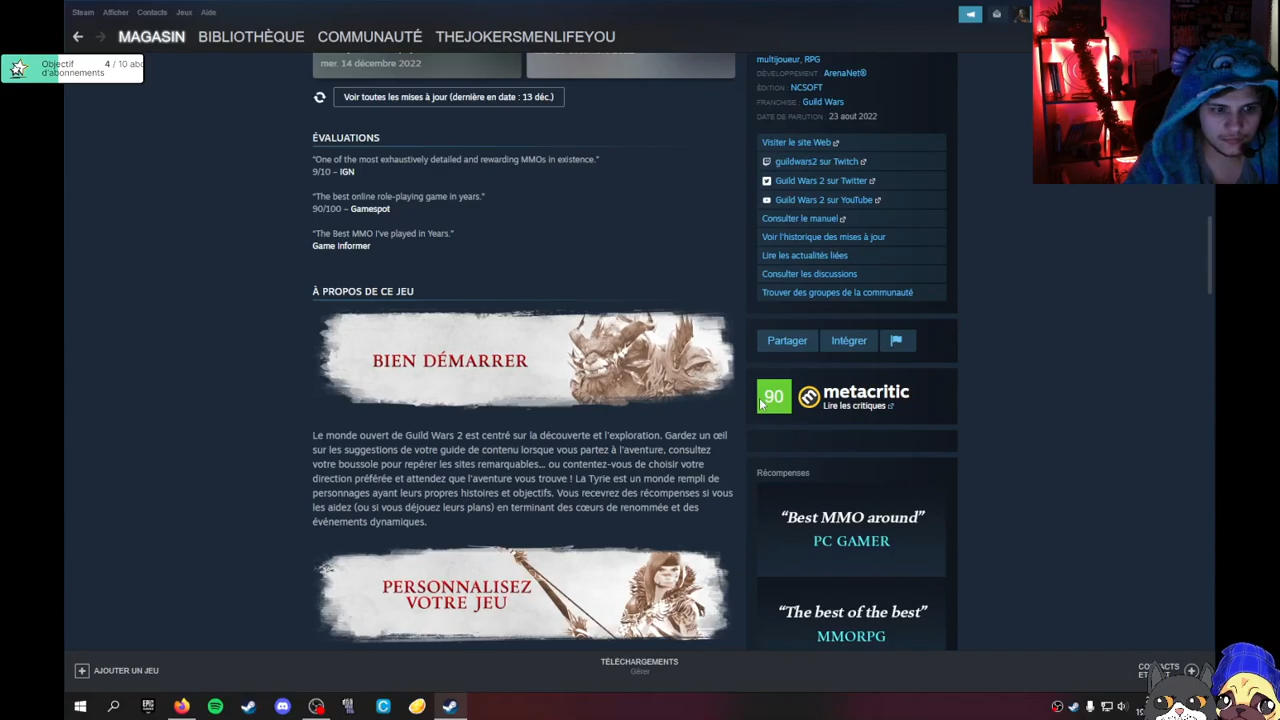 Steam Afficher Contacts Jeux Aide
MAGASIN BIBLIOTHÈQUE COMMUNAUTÉ THEJOKERSMENLIFEYOU
Objectif
d'abonnements
4 / 10
mer. 14 décembre 2022
Voir toutes les mises à jour (dernière en date : 13 déc.)
ÉVALUATIONS
“One of the most exhaustively detailed and rewarding MMOs in existence.”
9/10 – IGN
“The best online role-playing game in years.”
90/100 – Gamespot
“The Best MMO I've played in Years.”
Game Informer
À PROPOS DE CE JEU
BIEN DÉMARRER
Le monde ouvert de Guild Wars 2 est centré sur la découverte et l'exploration. Gardez un œil
sur les suggestions de votre guide de contenu lorsque vous partez à l'aventure, consultez
votre boussole pour repérer les sites remarquables... ou contentez-vous de choisir votre
direction préférée et attendez que l'aventure vous trouve ! La Tyrie est un monde rempli de
personnages ayant leurs propres histoires et objectifs. Vous recevrez des récompenses si vous
les aidez (ou si vous déjouez leurs plans) en terminant des cœurs de renommée et des
événements dynamiques.
PERSONNALISEZ
VOTRE JEU
multijoueur, RPG
DÉVELOPPEMENT : ArenaNet®
ÉDITION : NCSOFT
FRANCHISE : Guild Wars
DATE DE PARUTION : 23 aout 2022
Visiter le site Web
guildwars2 sur Twitch
Guild Wars 2 sur Twitter
Guild Wars 2 sur YouTube
Consulter le manuel
Voir l'historique des mises à jour
Lire les actualités liées
Consulter les discussions
Trouver des groupes de la communauté
Partager Intégrer
90 metacritic
Lire les critiques
Récompenses
“Best MMO around”
PC GAMER
“The best of the best”
MMORPG
AJOUTER UN JEU
TÉLÉCHARGEMENTS
Gérer